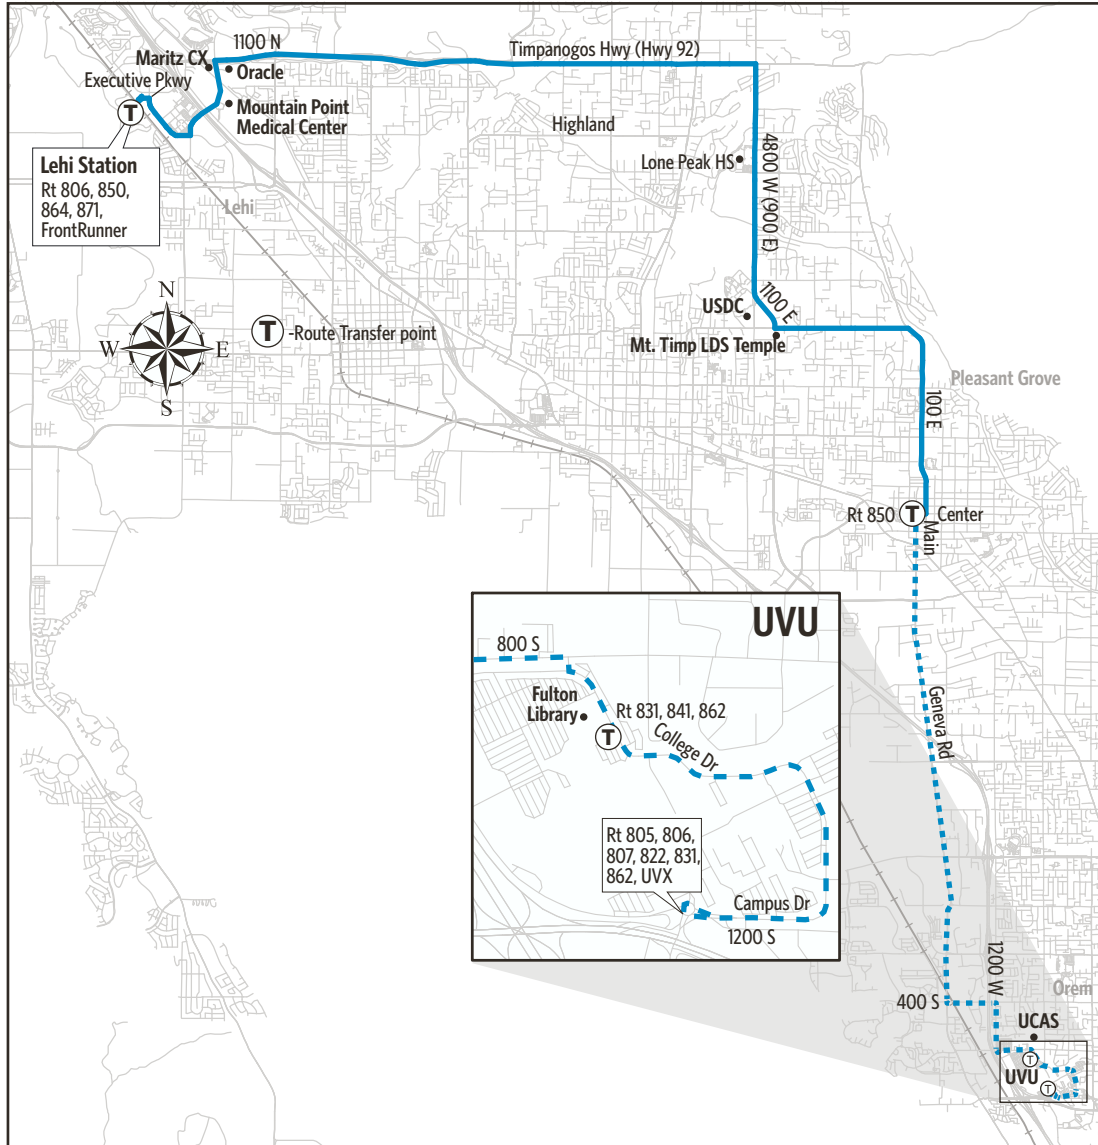 1100 N
Timpanogos Hwy (Hwy 92)
Maritz CX
Oracle
Executive Pkwy
Mountain Point
Medical Center
Highland
Lone Peak HS
4800 W (900 E)
Lehi Station
Rt 806, 850,
864, 871,
FrontRunner
Lehi
N
W
E
S
T
T
-Route Transfer point
USDC
1100 E
Mt. Timp LDS Temple
Pleasant Grove
100 E
Rt 850
T
Center
Main
UVU
800 S
Fulton
Library
Rt 831, 841, 862
T
College Dr
Rt 805, 806,
807, 822, 831,
862, UVX
Campus Dr
1200 S
Geneva Rd
1200 W
400 S
Orem
UCAS
T
UVU
T